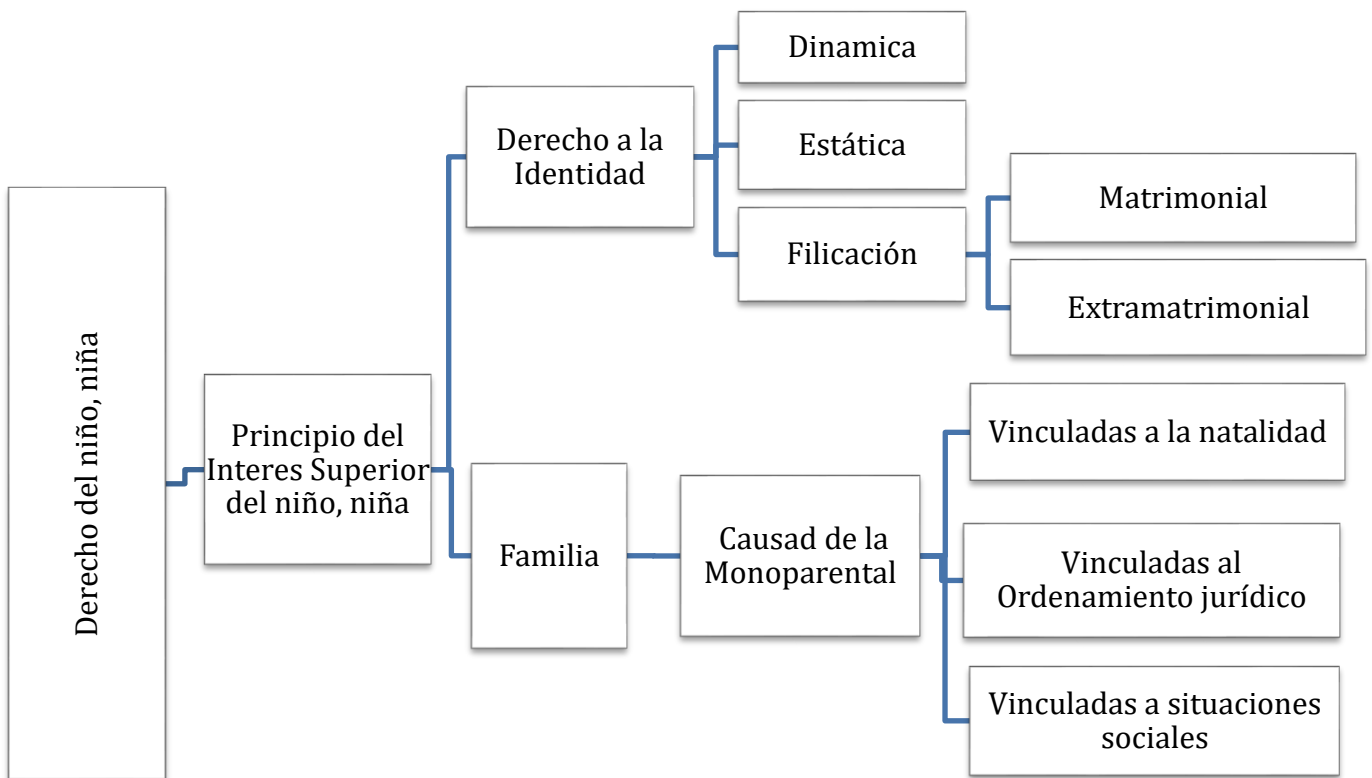 Derecho del niño, niña
Principio del
Interes Superior
del niño, niña
Derecho a la
Identidad
Dinamica
Estática
Filicación
Matrimonial
Extramatrimonial
Familia
Causad de la
Monoparental
Vinculadas a la natalidad
Vinculadas al
Ordenamiento jurídico
Vinculadas a situaciones
sociales